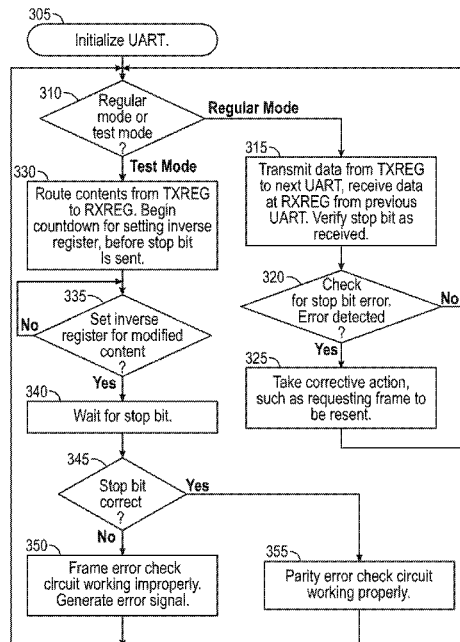 305
Initialize UART.
310
Regular
mode or
test mode
?
Regular Mode
Test Mode
315
Transmit data from TXREG
to next UART, receive data
at RXREG from previous
UART. Verify stop bit as
received.
320
Check
for stop bit error.
Error detected
?
No
Yes
325
Take corrective action,
such as requesting frame to
be resent.
330
Route contents from TXREG
to RXREG. Begin
countdown for setting inverse
register, before stop bit
is sent.
335
No
Set inverse
register for modified
content
?
Yes
340
Wait for stop bit.
345
Stop bit
correct
?
Yes
No
350
Frame error check
circuit working improperly.
Generate error signal.
355
Parity error check circuit
working properly.